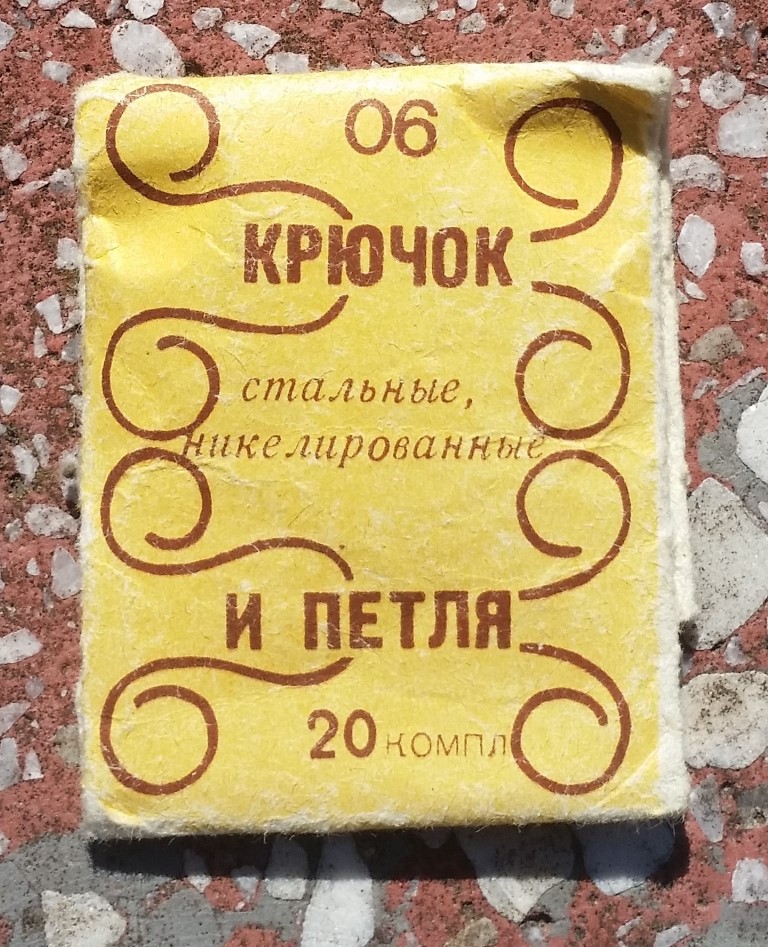 06
КРЮЧОК
стальные,
никелированные
И ПЕТЛЯ
20 компл